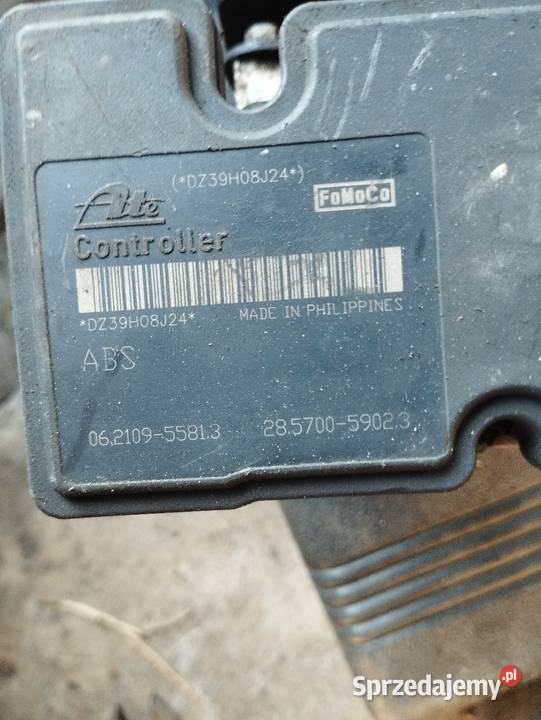 (*DZ39H08J24*)
Ate FoMoCo
Controller
*DZ39H08J24* MADE IN PHILIPPINES
ABS
06.2109-5581.3 28.5700-5902.3
Sprzedajemy.pl